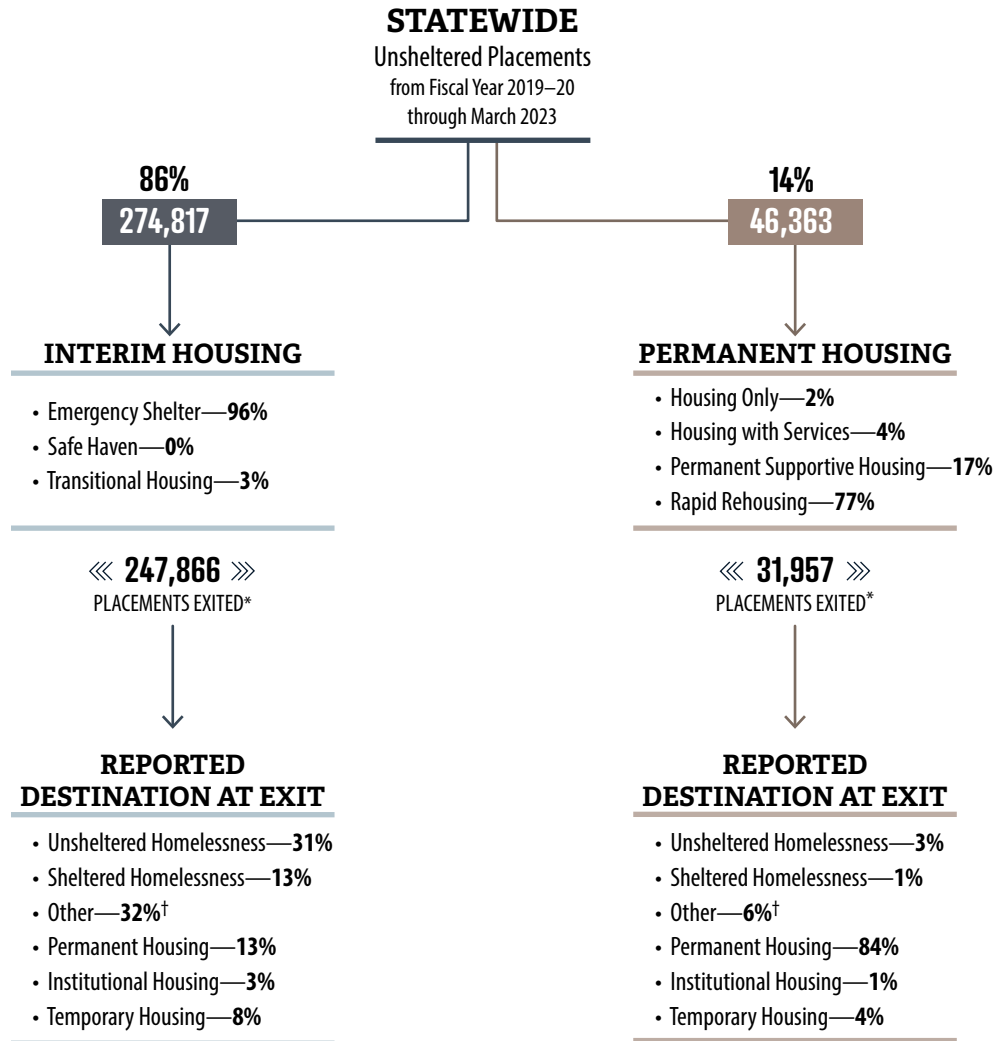 STATEWIDE
Unsheltered Placements
from Fiscal Year 2019–20
through March 2023
86%
274,817
INTERIM HOUSING
• Emergency Shelter—96%
• Safe Haven—0%
• Transitional Housing—3%
247,866
PLACEMENTS EXITED*
REPORTED
DESTINATION AT EXIT
• Unsheltered Homelessness—31%
• Sheltered Homelessness—13%
• Other—32%†
• Permanent Housing—13%
• Institutional Housing—3%
• Temporary Housing—8%
14%
46,363
PERMANENT HOUSING
• Housing Only—2%
• Housing with Services—4%
• Permanent Supportive Housing—17%
• Rapid Rehousing—77%
31,957
PLACEMENTS EXITED*
REPORTED
DESTINATION AT EXIT
• Unsheltered Homelessness—3%
• Sheltered Homelessness—1%
• Other—6%†
• Permanent Housing—84%
• Institutional Housing—1%
• Temporary Housing—4%